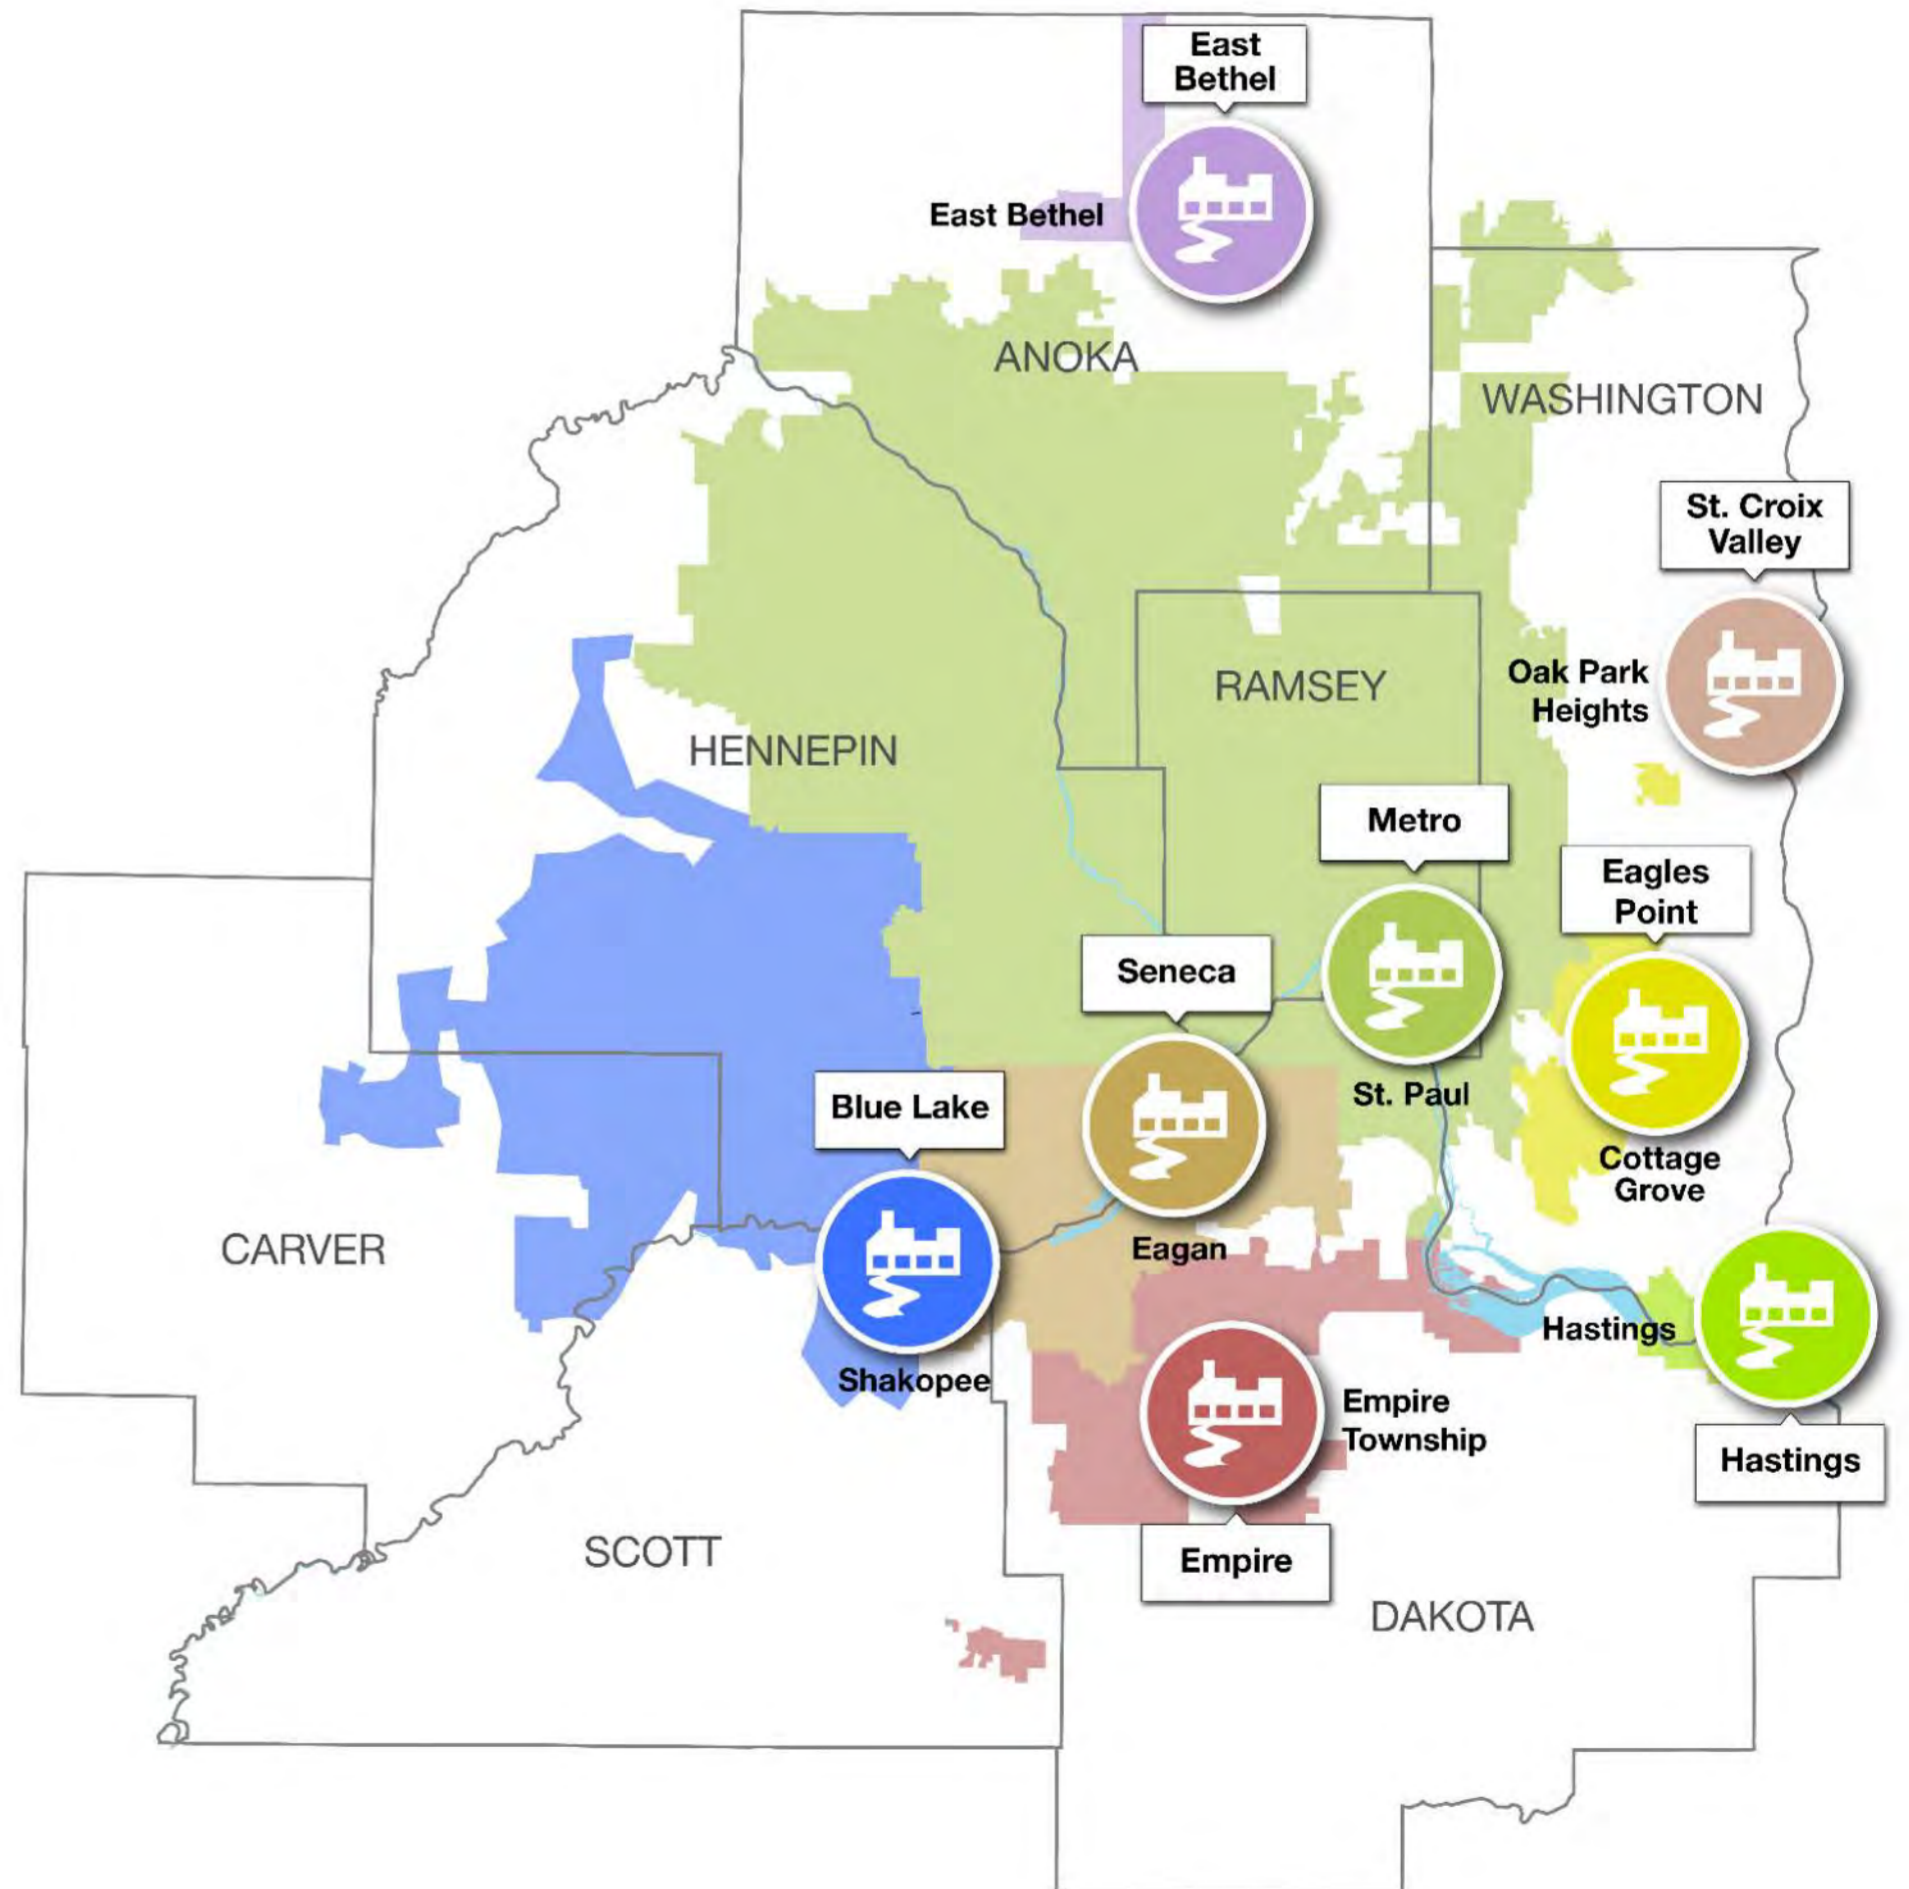 East
Bethel
East Bethel
ANOKA
WASHINGTON
St. Croix
Valley
Oak Park
Heights
RAMSEY
HENNEPIN
Metro
Eagles
Point
Seneca
St. Paul
Blue Lake
Cottage
Grove
CARVER
Eagan
Hastings
Shakopee
Empire
Township
Hastings
SCOTT
Empire
DAKOTA